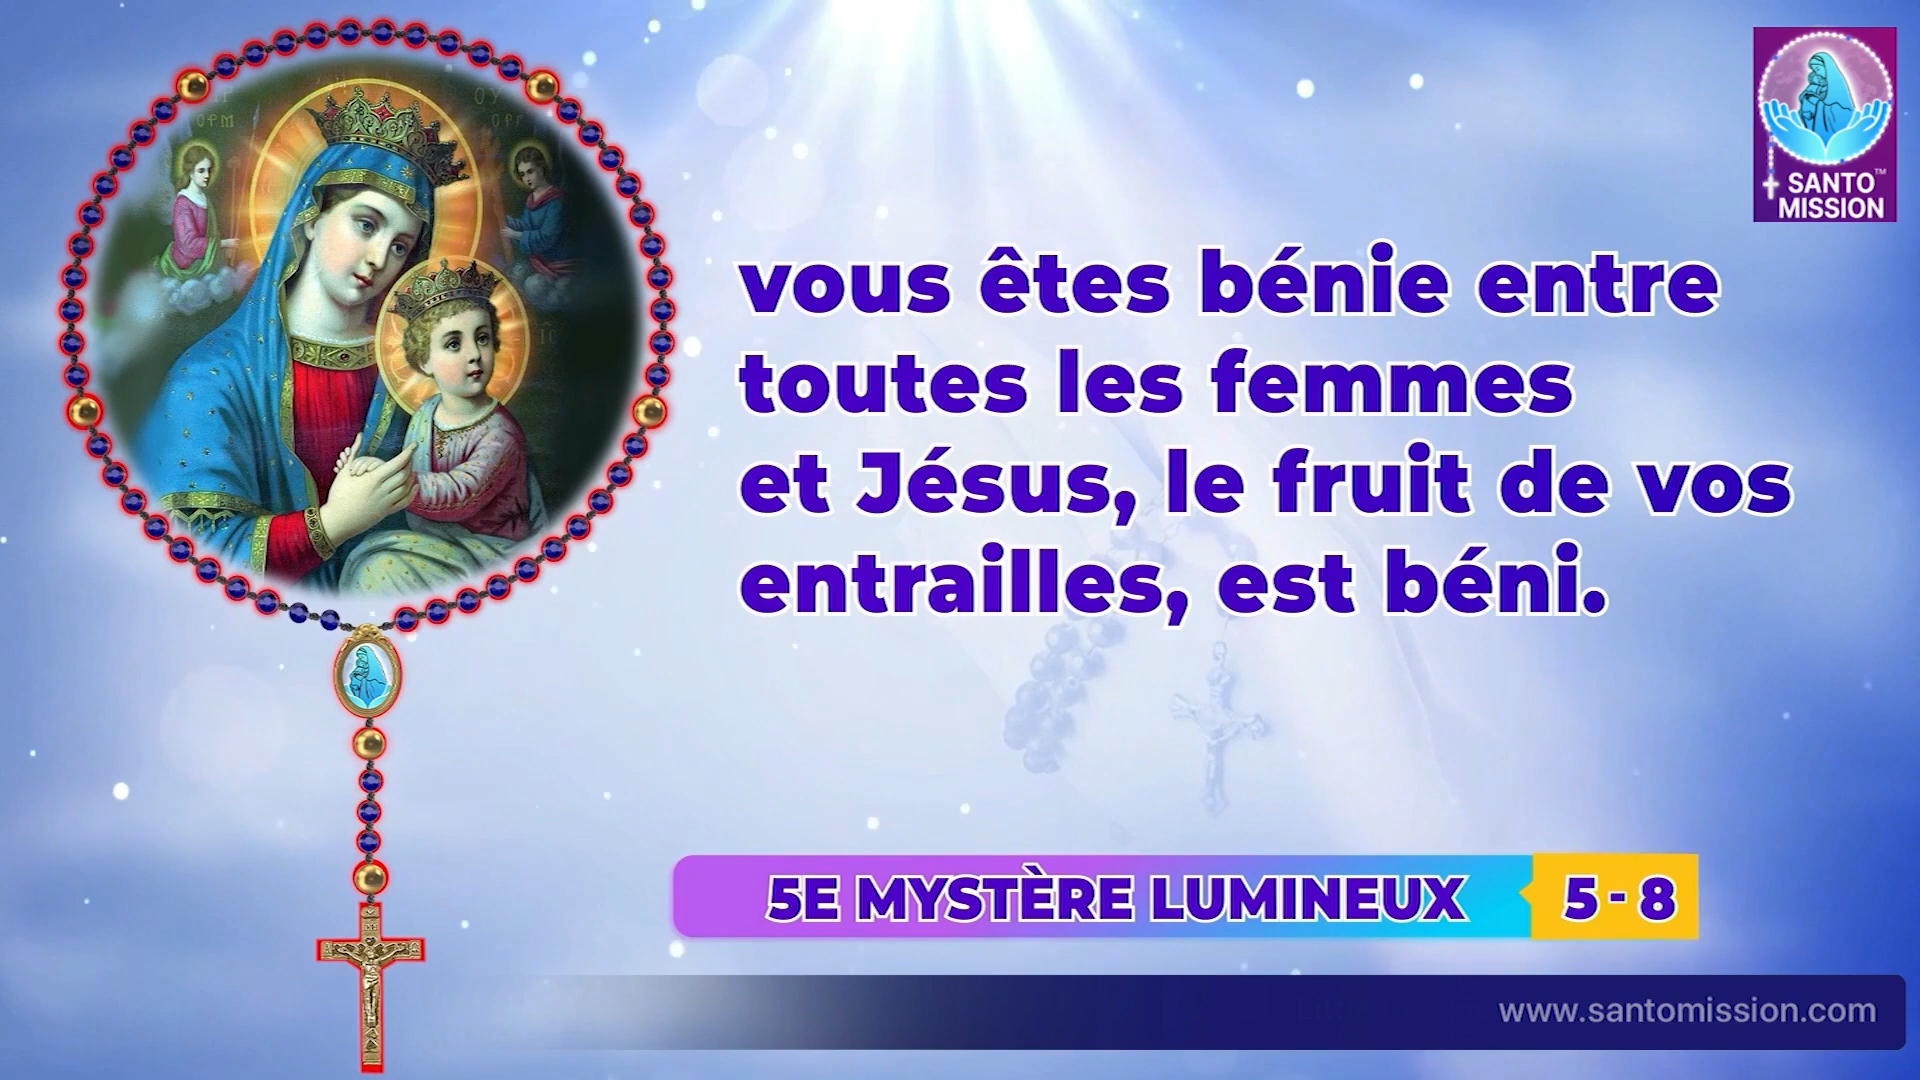 SANTO™
MISSION
vous êtes bénie entre
toutes les femmes
et Jésus, le fruit de vos
entrailles, est béni.
5E MYSTÈRE LUMINEUX
5 - 8
www.santomission.com